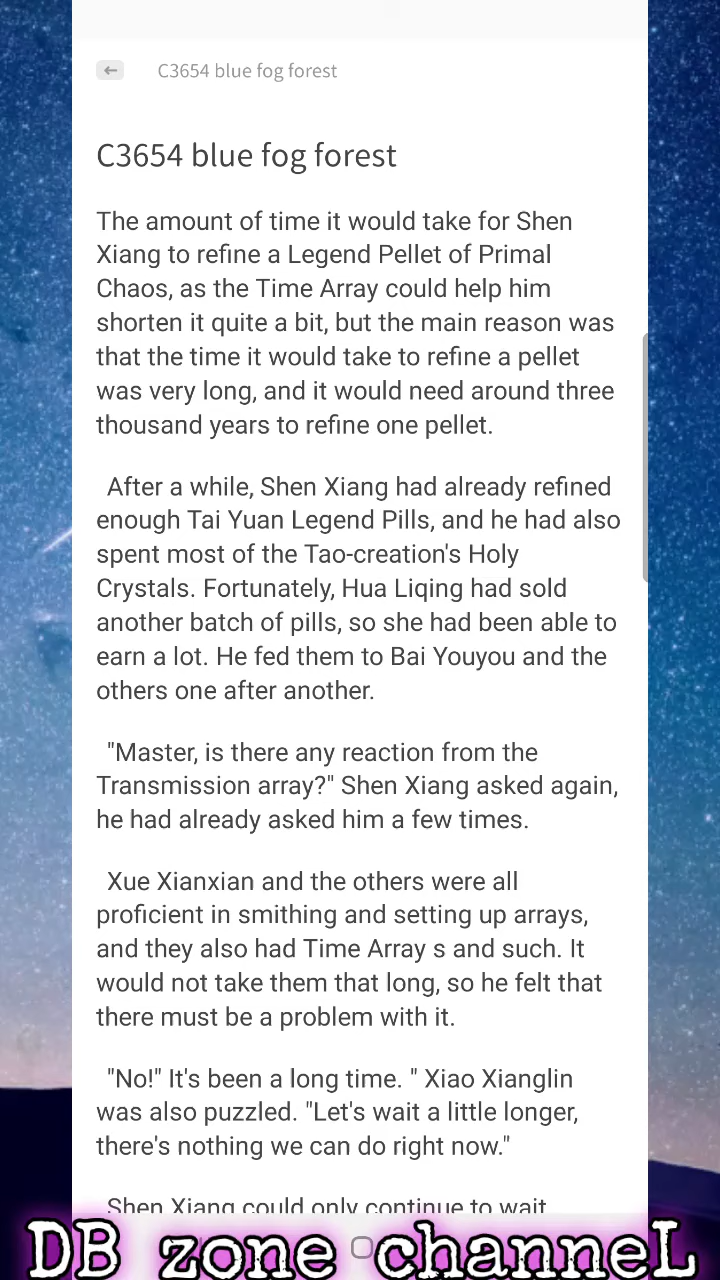 C3654 blue fog forest
C3654 blue fog forest
The amount of time it would take for Shen
Xiang to refine a Legend Pellet of Primal
Chaos, as the Time Array could help him
shorten it quite a bit, but the main reason was
that the time it would take to refine a pellet
was very long, and it would need around three
thousand years to refine one pellet.
After a while, Shen Xiang had already refined
enough Tai Yuan Legend Pills, and he had also
spent most of the Tao-creation's Holy
Crystals. Fortunately, Hua Liqing had sold
another batch of pills, so she had been able to
earn a lot. He fed them to Bai Youyou and the
others one after another.
"Master, is there any reaction from the
Transmission array?" Shen Xiang asked again,
he had already asked him a few times.
Xue Xianxian and the others were all
proficient in smithing and setting up arrays,
and they also had Time Array s and such. It
would not take them that long, so he felt that
there must be a problem with it.
"No!" It's been a long time. " Xiao Xianglin
was also puzzled. "Let's wait a little longer,
there's nothing we can do right now."
Shen Xiang could only continue to wait
DB zone channeL